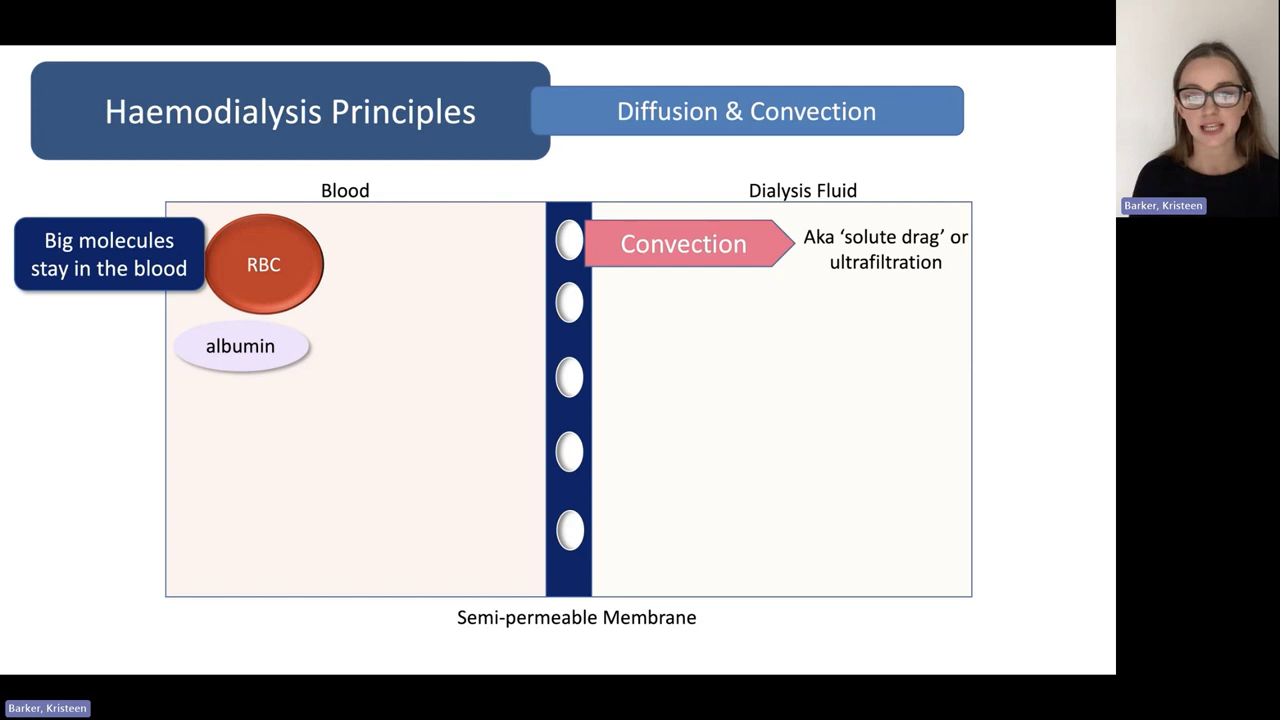 Haemodialysis Principles
Diffusion & Convection
Blood
Dialysis Fluid
Big molecules
stay in the blood
RBC
albumin
Convection
Aka ‘solute drag’ or
ultrafiltration
Semi-permeable Membrane
Barker, Kristeen
Barker, Kristeen